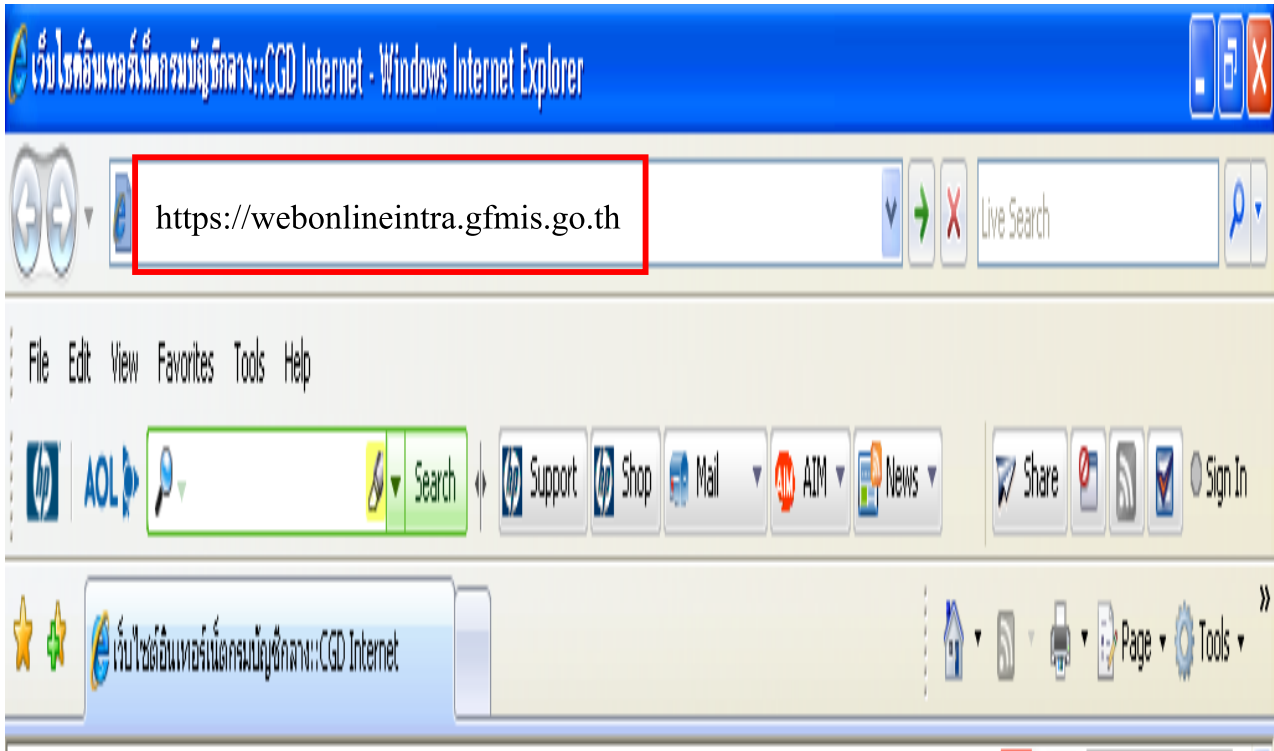 เว็บไซต์อินเทอร์เน็ตกรมบัญชีกลาง::CGD Internet - Windows Internet Explorer
https://webonlineintra.gfmis.go.th Live Search
File Edit View Favorites Tools Help
hp AOL Search hp Support hp Shop Mail AIM AIM News Share Sign In
เว็บไซต์อินเทอร์เน็ตกรมบัญชีกลาง::CGD Internet Page Tools »